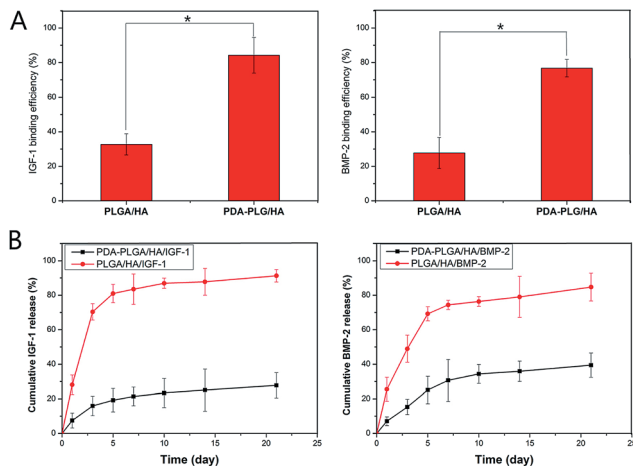 A
*
100
80
60
40
20
0
IGF-1 binding efficiency (%)
PLGA/HA
PDA-PLG/HA
*
100
80
60
40
20
0
BMP-2 binding efficiency (%)
PLGA/HA
PDA-PLG/HA
B
PDA-PLGA/HA/IGF-1
PLGA/HA/IGF-1
100
80
60
40
20
0
Cumulative IGF-1 release (%)
0 5 10 15 20 25
Time (day)
PDA-PLGA/HA/BMP-2
PLGA/HA/BMP-2
100
80
60
40
20
0
Cumulative BMP-2 release (%)
0 5 10 15 20 25
Time (day)